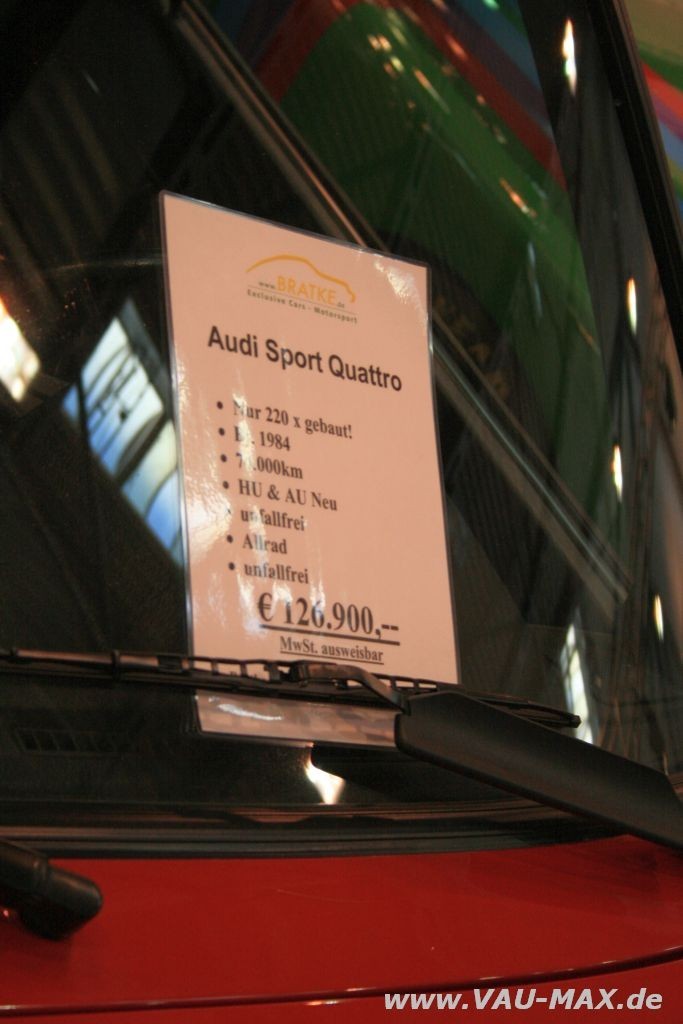 www.BRATKE.de
Exclusive Cars - Motorsport
Audi Sport Quattro
• Nur 220 x gebaut!
• 1984
• HU & AU Neu
• unfallfrei
• Allrad
• unfallfrei
€ 126.900,--
MwSt. ausweisbar
www.VAU-MAX.de